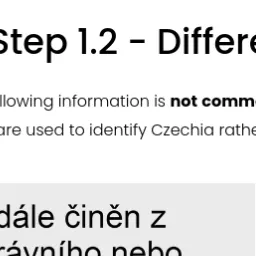 Step 1.2 - Differe
llowing information is not comm
are used to identify Czechia rathe
dále činěn z
rávního nebo